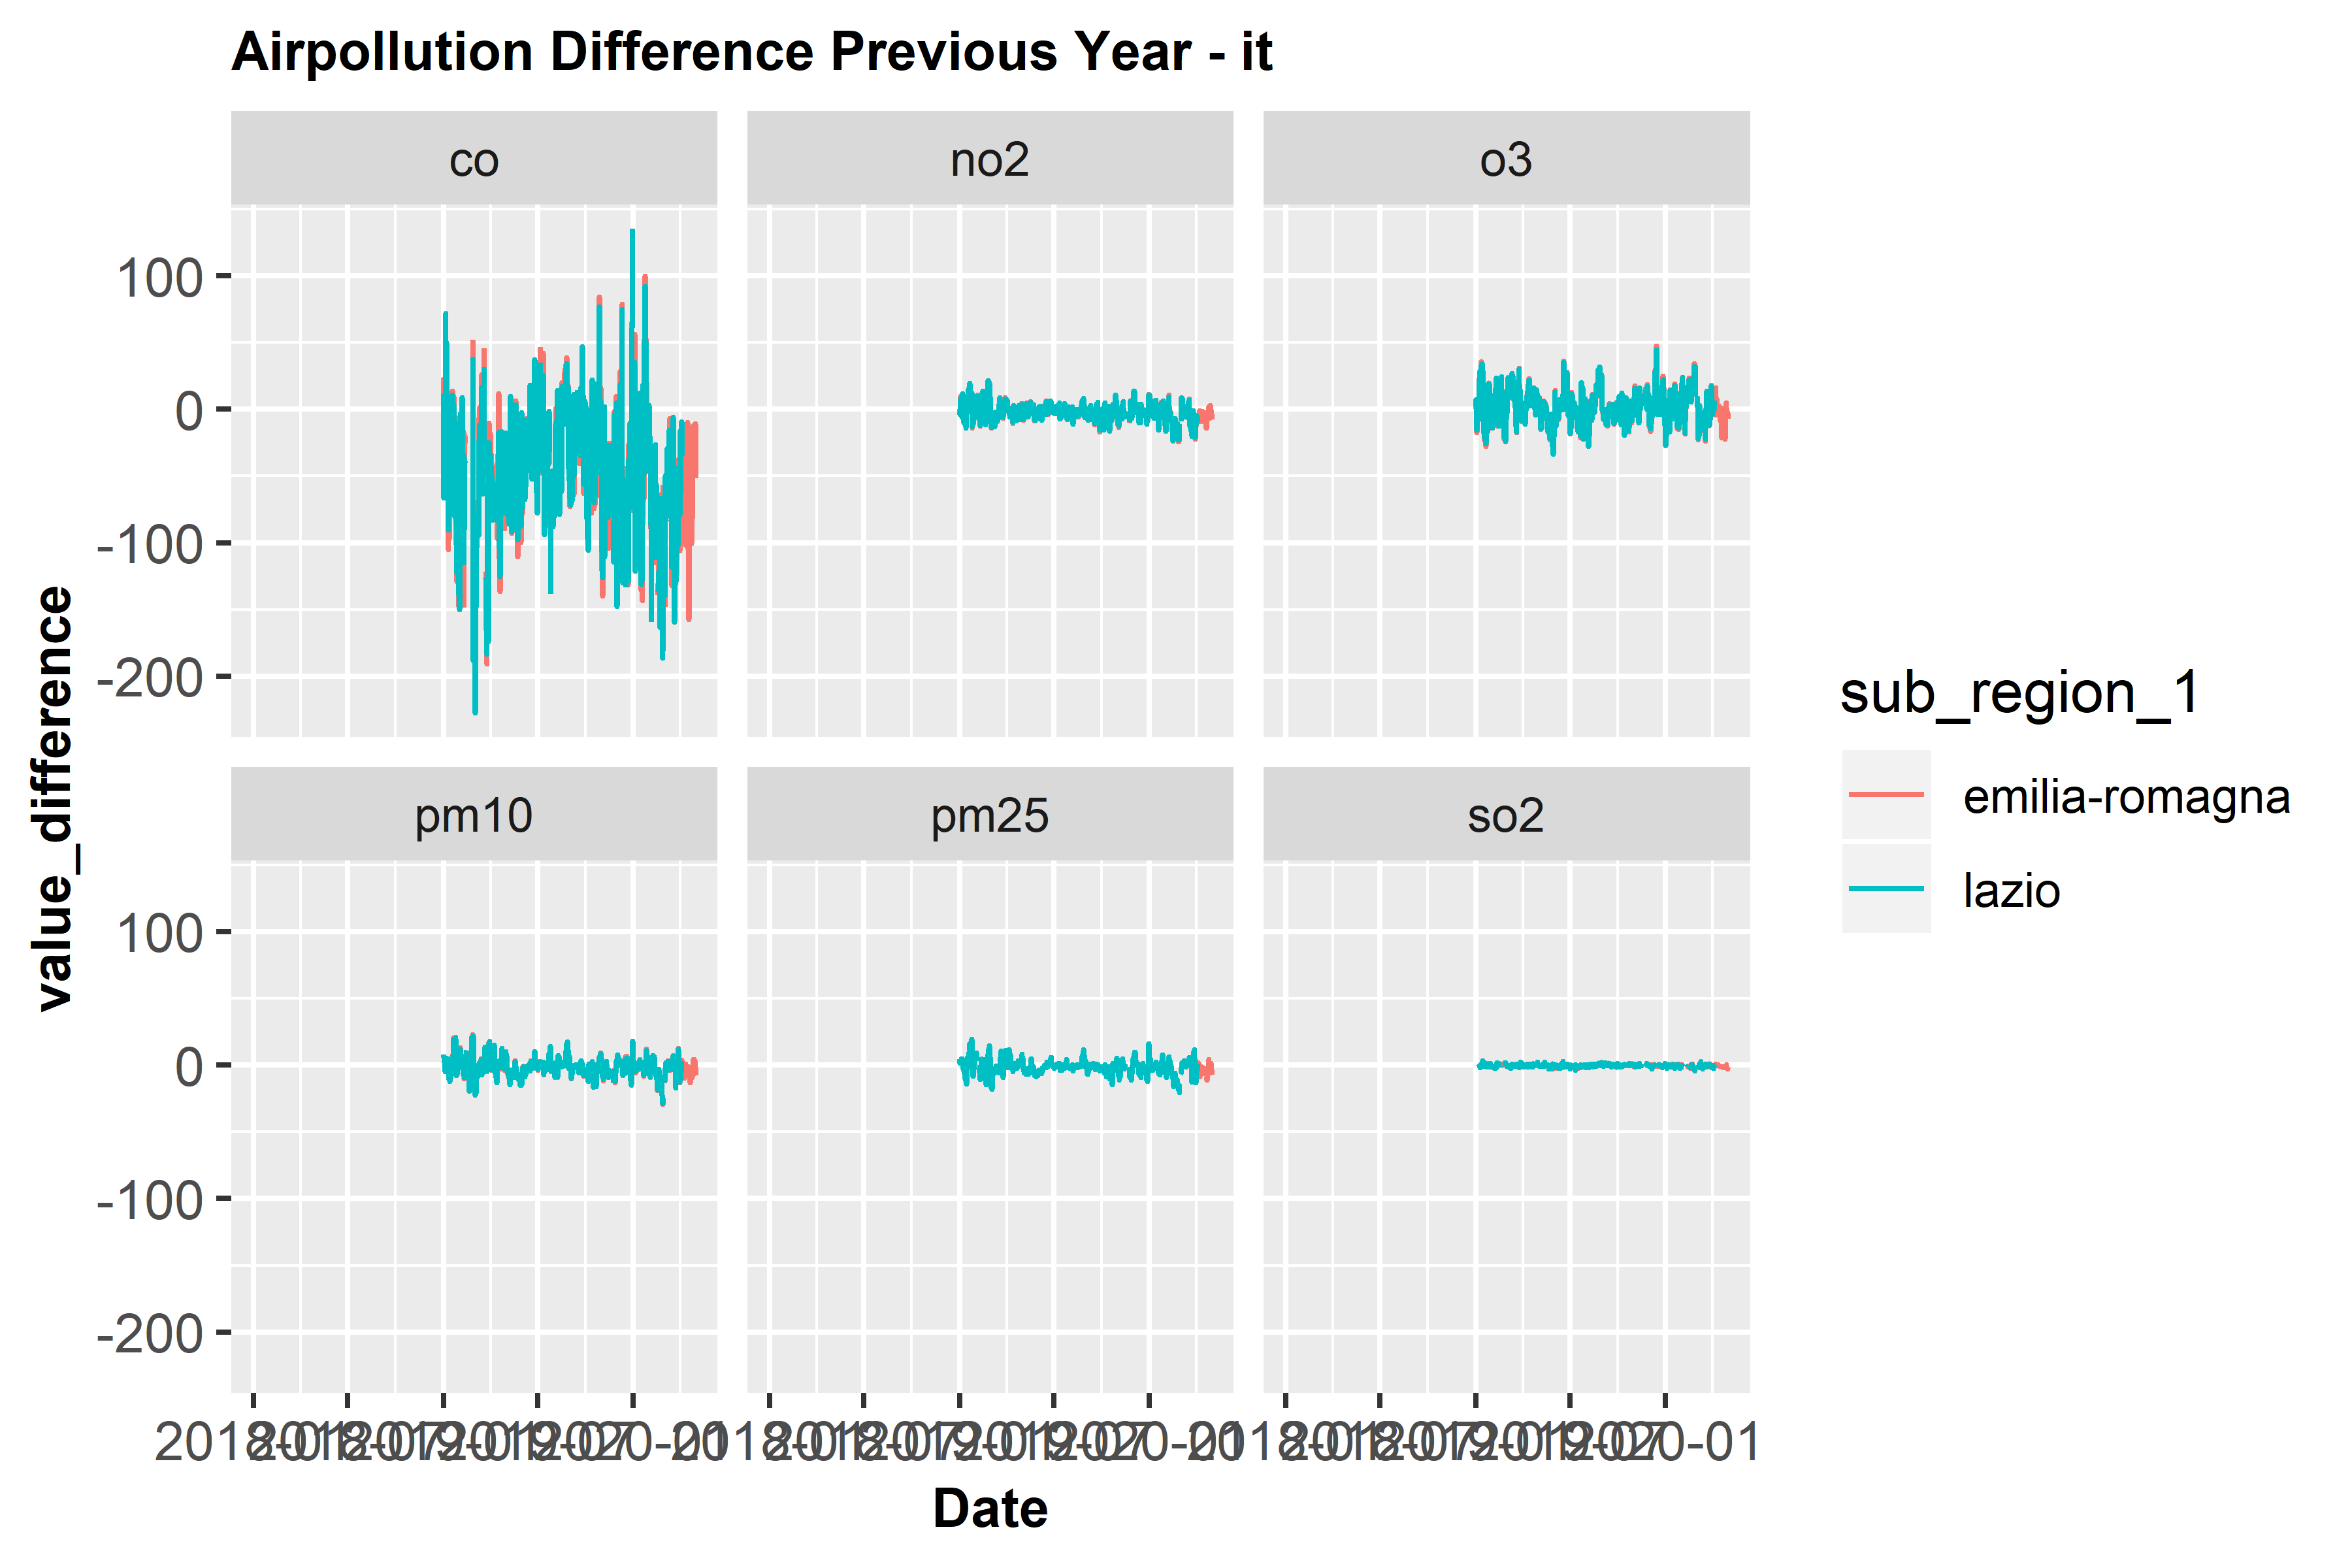 Airpollution Difference Previous Year - it
co no2 o3
100
0
-100
-200
pm10 pm25 so2
100
0
-100
-200
value_difference
Date
sub_region_1
emilia-romagna
lazio